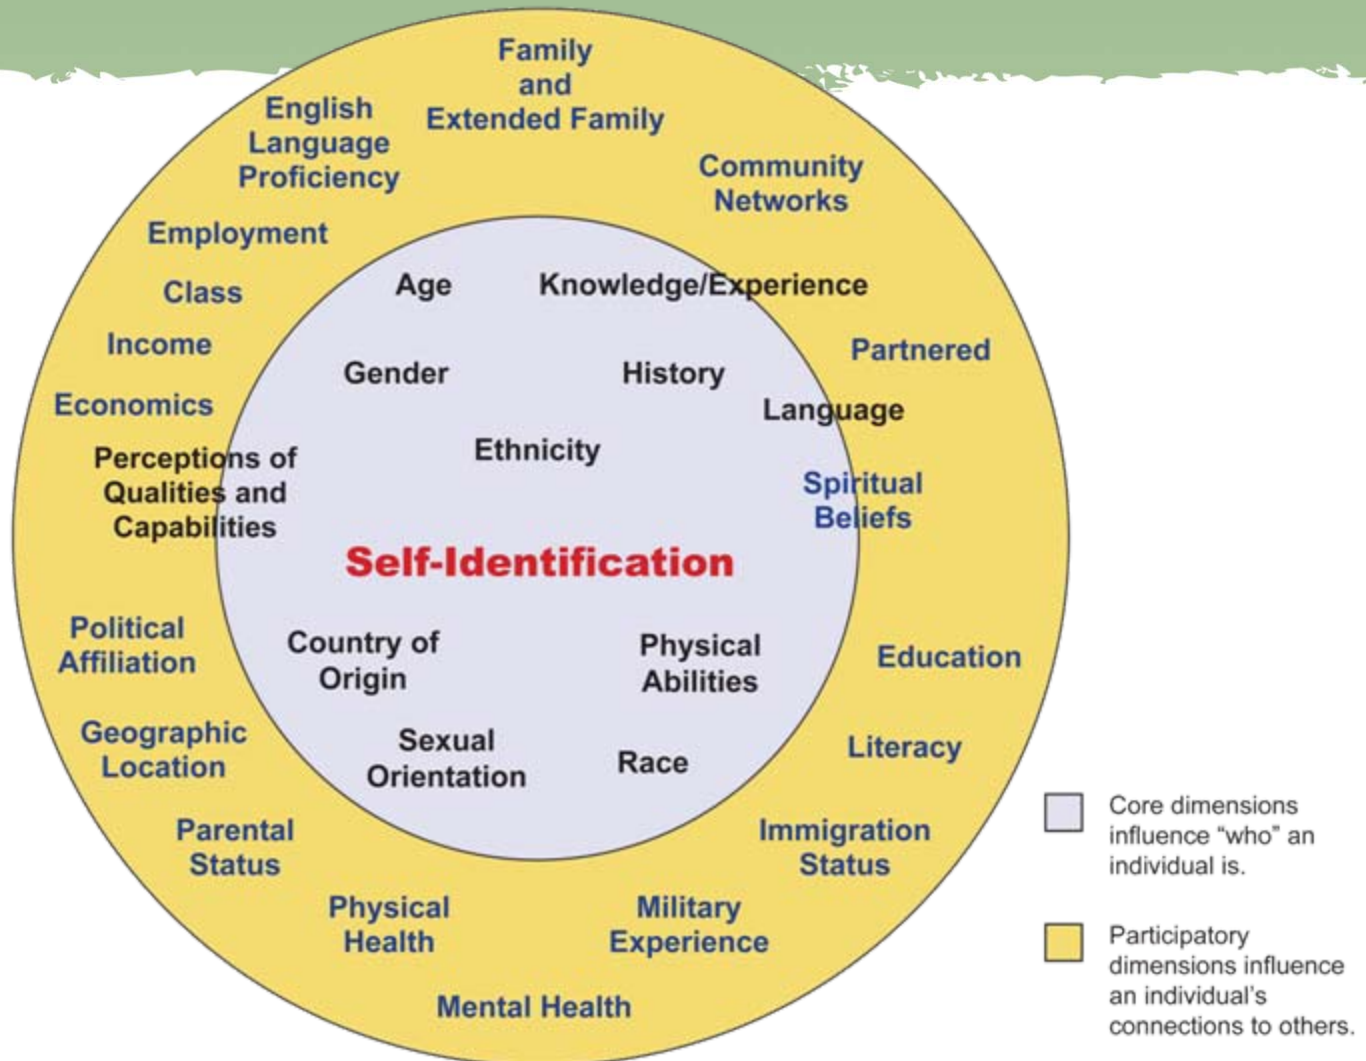 Family
and
Extended Family
English
Language
Proficiency
Community
Networks
Employment
Age
Knowledge/Experience
Class
Income
Partnered
Gender
History
Economics
Language
Ethnicity
Perceptions of
Qualities and
Capabilities
Spiritual
Beliefs
Self-Identification
Political
Affiliation
Country of
Origin
Physical
Abilities
Education
Geographic
Location
Sexual
Orientation
Race
Literacy
Parental
Status
Immigration
Status
Physical
Health
Military
Experience
Mental Health
Core dimensions
influence “who” an
individual is.
Participatory
dimensions influence
an individual’s
connections to others.